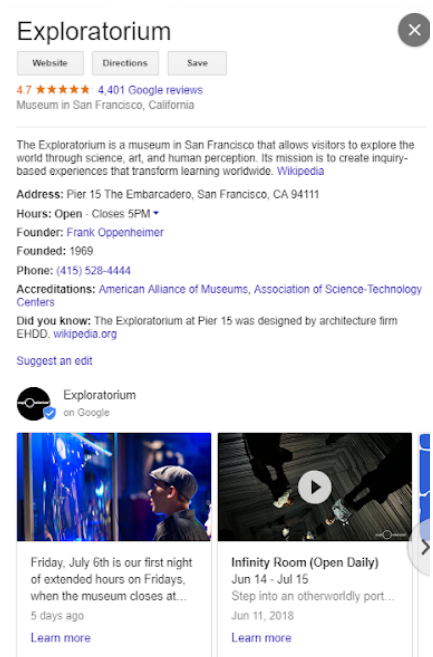 Exploratorium
Website
Directions
Save
4.7 4,401 Google reviews
Museum in San Francisco, California
The Exploratorium is a museum in San Francisco that allows visitors to explore the
world through science, art, and human perception. Its mission is to create inquiry-
based experiences that transform learning worldwide. Wikipedia
Address: Pier 15 The Embarcadero, San Francisco, CA 94111
Hours: Open · Closes 5PM
Founder: Frank Oppenheimer
Founded: 1969
Phone: (415) 528-4444
Accreditations: American Alliance of Museums, Association of Science-Technology
Centers
Did you know: The Exploratorium at Pier 15 was designed by architecture firm
EHDD. wikipedia.org
Suggest an edit
Exploratorium
on Google
Friday, July 6th is our first night
of extended hours on Fridays,
when the museum closes at...
5 days ago
Learn more
Infinity Room (Open Daily)
Jun 14 - Jul 15
Step into an otherworldly port...
Jun 11, 2018
Learn more